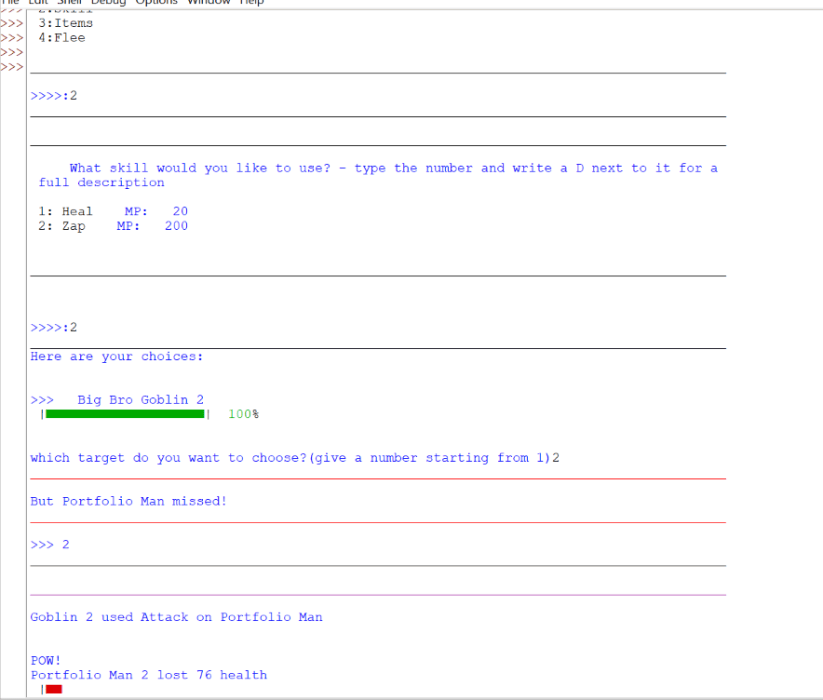 File Edit Shell Debug Options Window Help
>>> 2:Skill
>>> 3:Items
>>> 4:Flee
>>>
>>>
>>>>:2
What skill would you like to use? - type the number and write a D next to it for a
full description
1: Heal MP: 20
2: Zap MP: 200
>>>>:2
Here are your choices:
>>> Big Bro Goblin 2
| | 100%
which target do you want to choose?(give a number starting from 1)2
But Portfolio Man missed!
>>> 2
Goblin 2 used Attack on Portfolio Man
POW!
Portfolio Man 2 lost 76 health
|